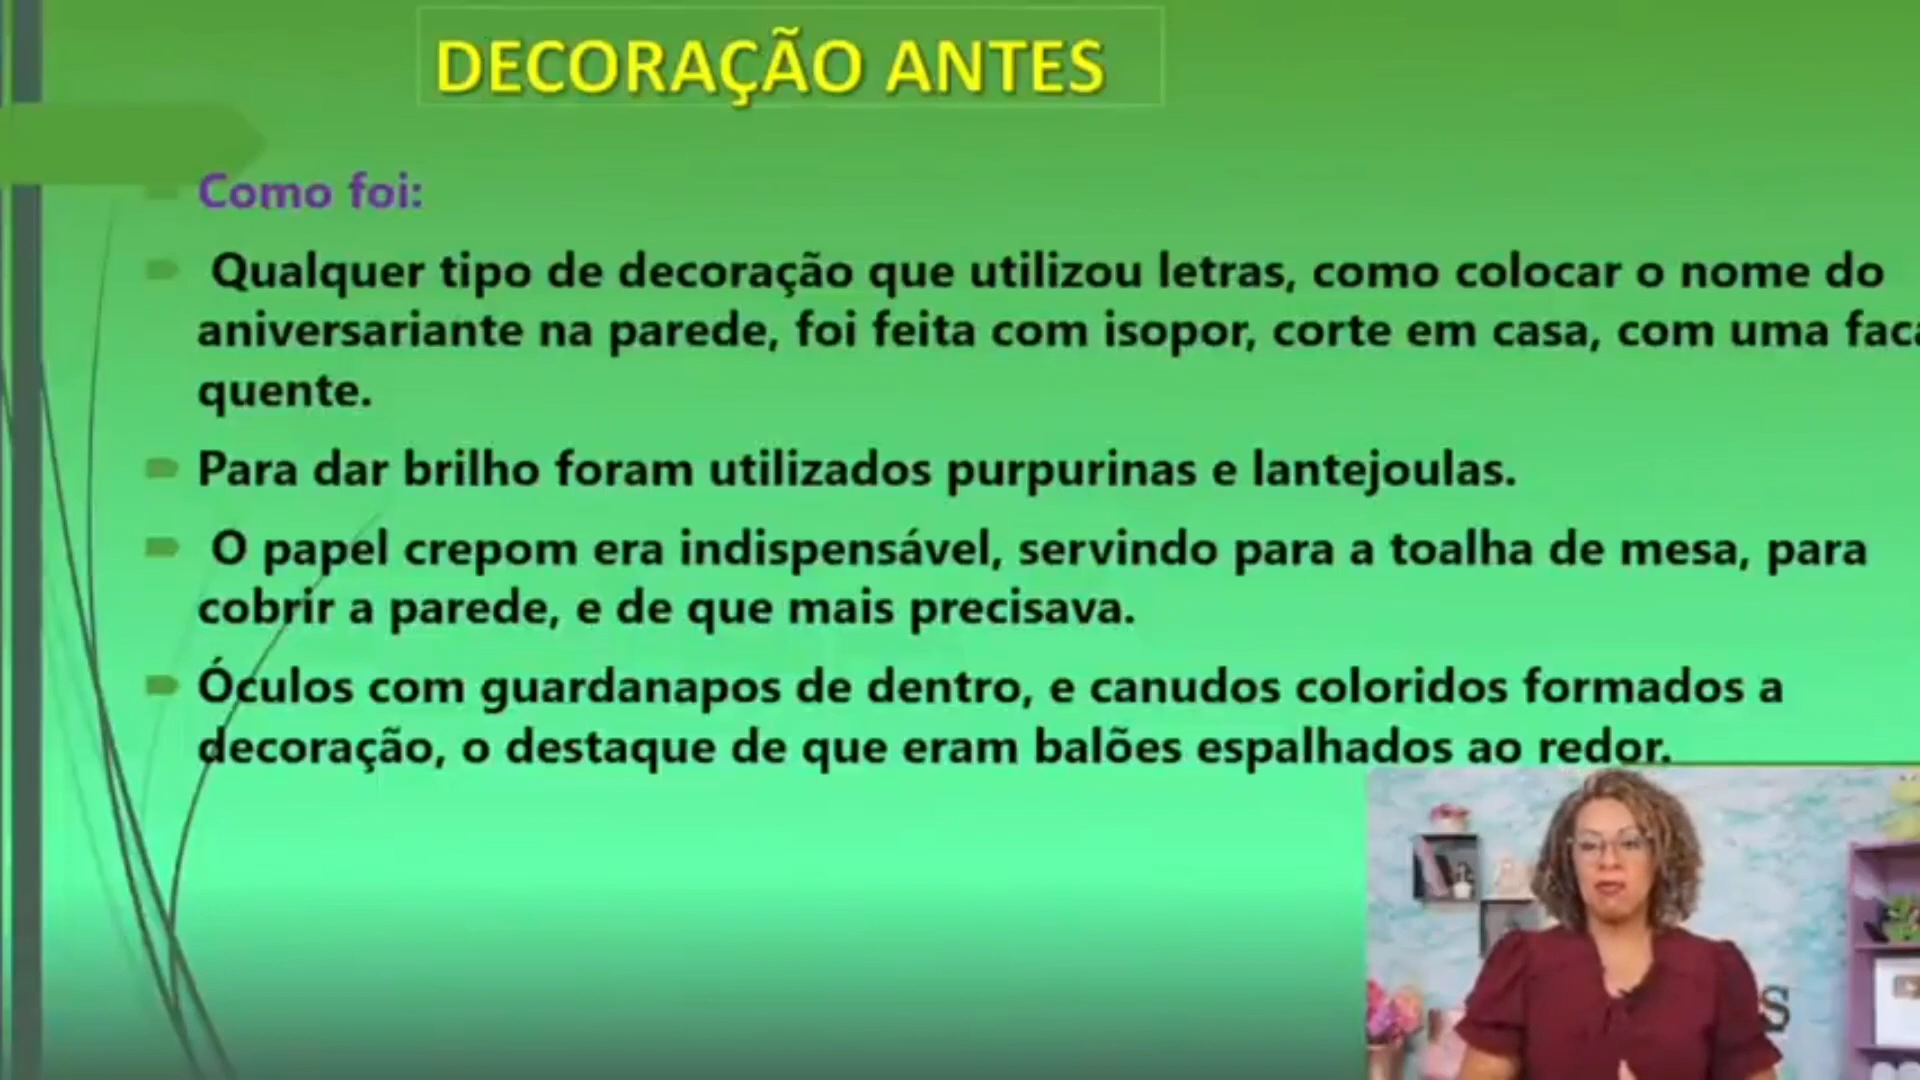 DECORAÇÃO ANTES
Como foi:
Qualquer tipo de decoração que utilizou letras, como colocar o nome do
aniversariante na parede, foi feita com isopor, corte em casa, com uma faca
quente.
Para dar brilho foram utilizados purpurinas e lantejoulas.
O papel crepom era indispensável, servindo para a toalha de mesa, para
cobrir a parede, e de que mais precisava.
Óculos com guardanapos de dentro, e canudos coloridos formados a
decoração, o destaque de que eram balões espalhados ao redor.
S